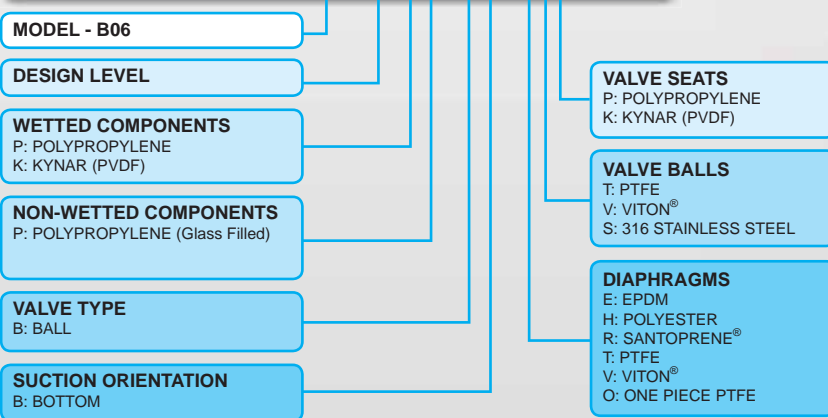 MODEL - B06
DESIGN LEVEL
WETTED COMPONENTS
P: POLYPROPYLENE
K: KYNAR (PVDF)
NON-WETTED COMPONENTS
P: POLYPROPYLENE (Glass Filled)
VALVE TYPE
B: BALL
SUCTION ORIENTATION
B: BOTTOM
VALVE SEATS
P: POLYPROPYLENE
K: KYNAR (PVDF)
VALVE BALLS
T: PTFE
V: VITON®
S: 316 STAINLESS STEEL
DIAPHRAGMS
E: EPDM
H: POLYESTER
R: SANTOPRENE®
T: PTFE
V: VITON®
O: ONE PIECE PTFE